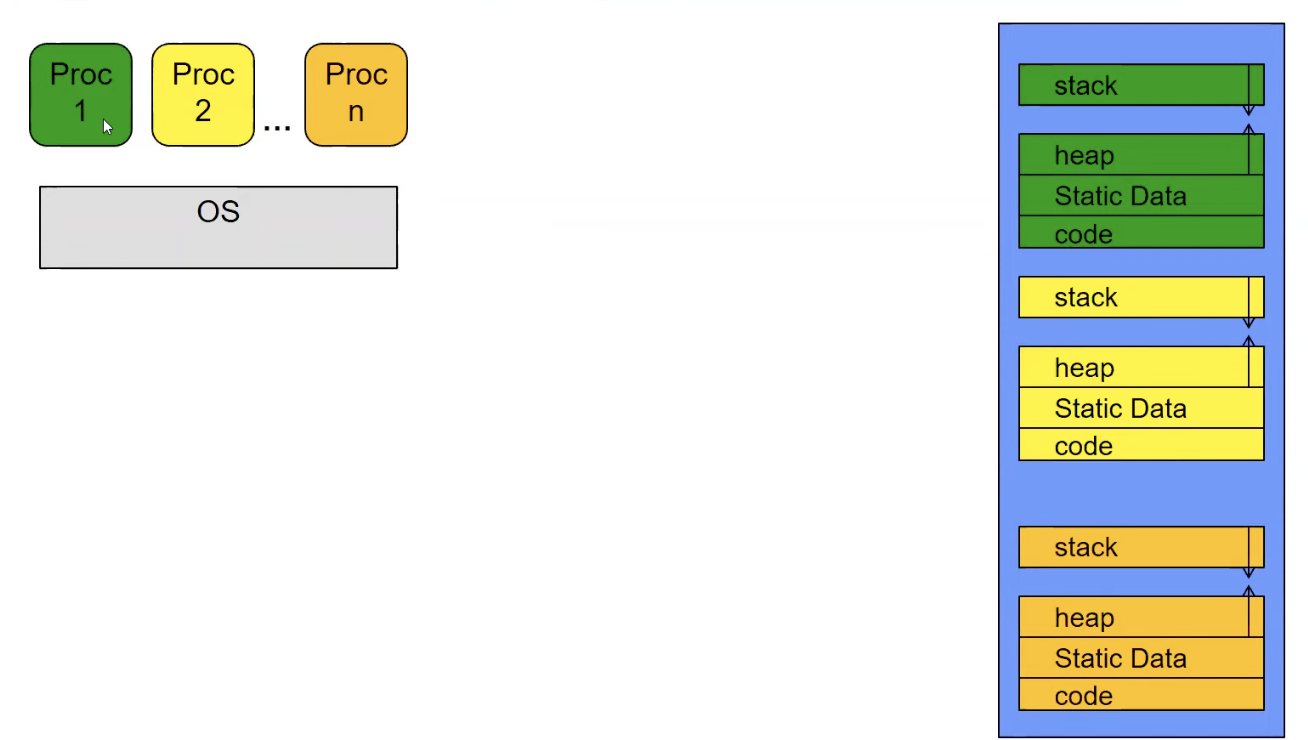 Proc
1
Proc
2
...
Proc
n
OS
stack
heap
Static Data
code
stack
heap
Static Data
code
stack
heap
Static Data
code